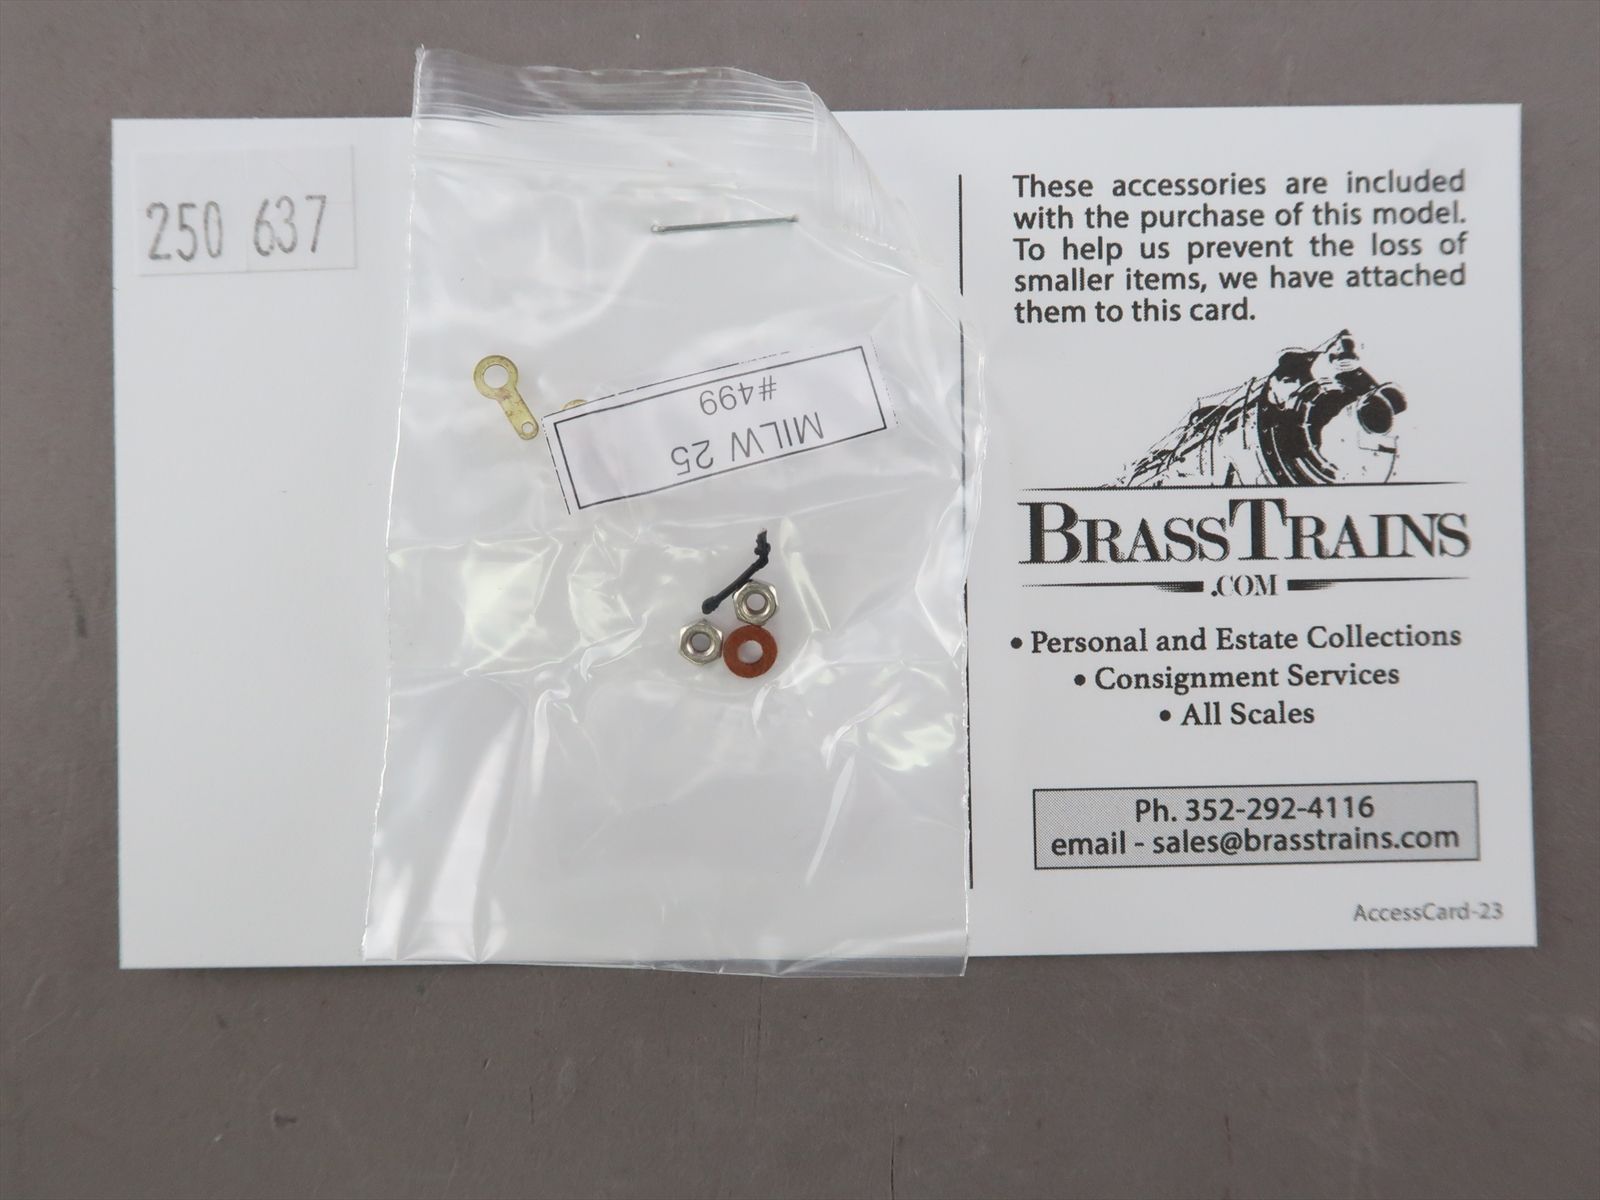 250 637
MILW 25
#499
These accessories are included
with the purchase of this model.
To help us prevent the loss of
smaller items, we have attached
them to this card.
BRASSTRAINS
.COM
• Personal and Estate Collections
• Consignment Services
• All Scales
Ph. 352-292-4116
email - sales@brasstrains.com
AccessCard-23